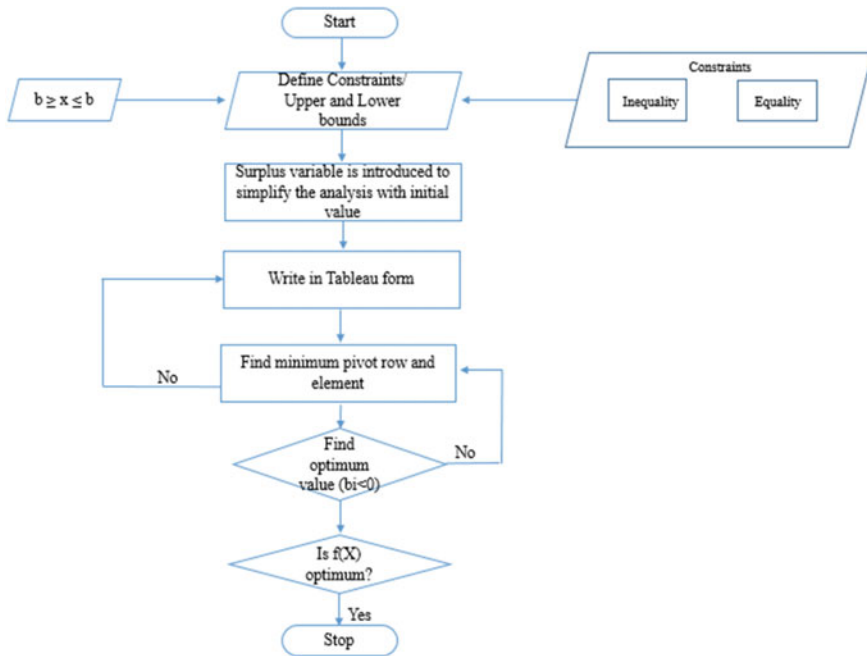 Start
b ≥ x ≤ b
Define Constraints/
Upper and Lower
bounds
Constraints
Inequality
Equality
Surplus variable is introduced to
simplify the analysis with initial
value
Write in Tableau form
Find minimum pivot row and
element
No
Find
optimum
value (bi<0)
No
Is f(X)
optimum?
Yes
Stop